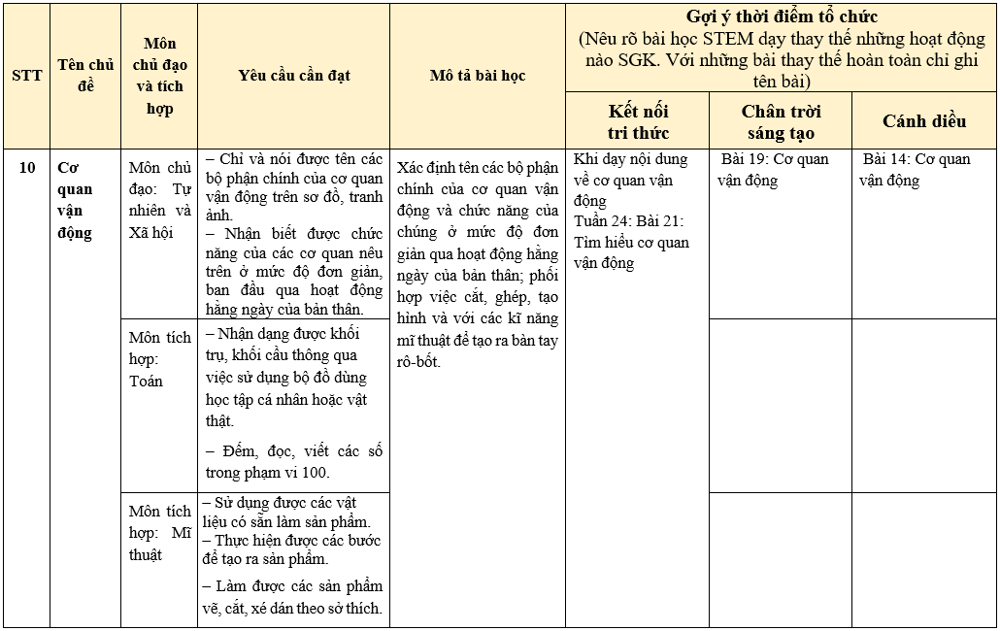 STT
Tên chủ
đề
Môn
chủ đạo
và tích
hợp
Yêu cầu cần đạt
Mô tả bài học
Gợi ý thời điểm tổ chức
(Nêu rõ bài học STEM dạy thay thế những hoạt động
nào SGK. Với những bài thay thế hoàn toàn chỉ ghi
tên bài)
Kết nối
tri thức
Chân trời
sáng tạo
Cánh diều
10
Cơ
quan
vận
động
Môn chủ
đạo: Tự
nhiên và
Xã hội
– Chỉ và nói được tên các
bộ phận chính của cơ quan
vận động trên sơ đồ, tranh
ảnh.
– Nhận biết được chức
năng của các cơ quan nêu
trên ở mức độ đơn giản,
ban đầu qua hoạt động
hằng ngày của bản thân.
Xác định tên các bộ phận
chính của cơ quan vận
động và chức năng của
chúng ở mức độ đơn
giản qua hoạt động hằng
ngày của bản thân; phối
hợp việc cắt, ghép, tạo
hình và với các kĩ năng
mĩ thuật để tạo ra bàn tay
rô-bốt.
Khi dạy nội dung
về cơ quan vận
động
Tuần 24: Bài 21:
Tìm hiểu cơ quan
vận động
Bài 19: Cơ quan
vận động
Bài 14: Cơ quan
vận động
Môn tích
hợp:
Toán
– Nhận dạng được khối
trụ, khối cầu thông qua
việc sử dụng bộ đồ dùng
học tập cá nhân hoặc vật
thật.
– Đếm, đọc, viết các số
trong phạm vi 100.
Môn tích
hợp: Mĩ
thuật
– Sử dụng được các vật
liệu có sẵn làm sản phẩm.
– Thực hiện được các bước
để tạo ra sản phẩm.
– Làm được các sản phẩm
vẽ, cắt, xé dán theo sở thích.